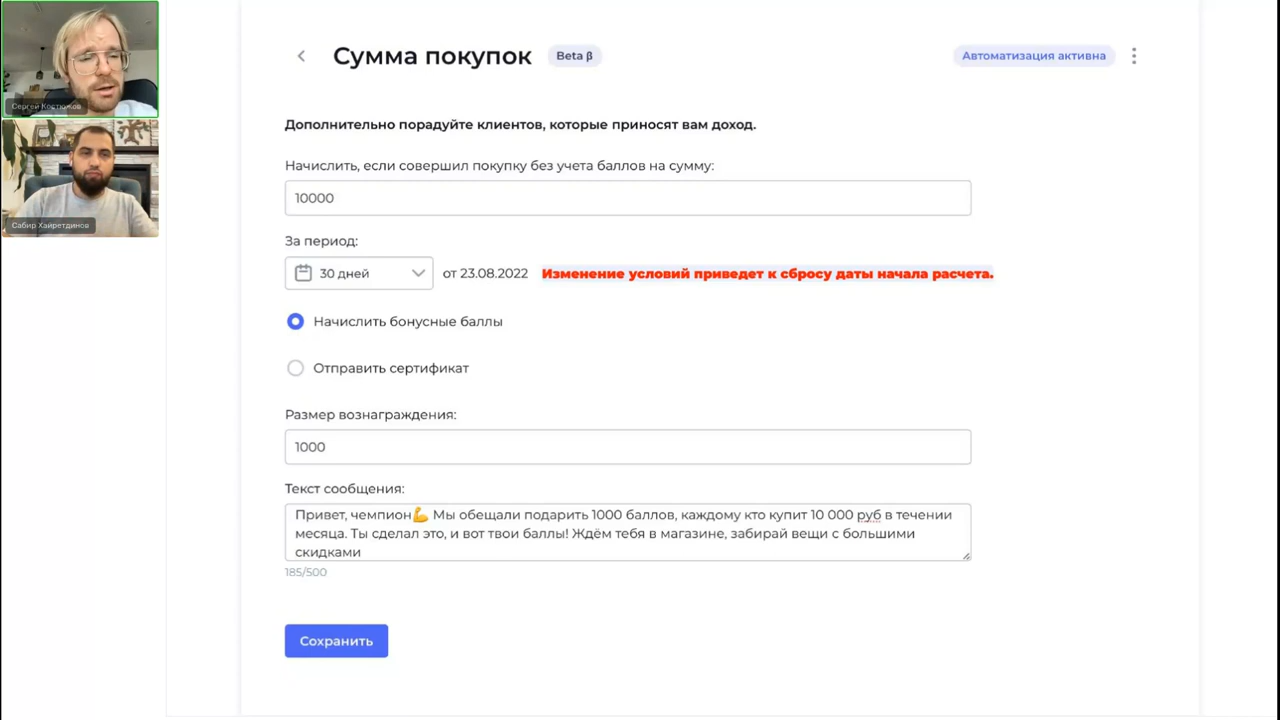 Сергей Костюжов
Сабир Хайретдинов
Сумма покупок
Beta β
Автоматизация активна
Дополнительно порадуйте клиентов, которые приносят вам доход.
Начислить, если совершил покупку без учета баллов на сумму:
10000
За период:
30 дней
от 23.08.2022
Изменение условий приведет к сбросу даты начала расчета.
Начислить бонусные баллы
Отправить сертификат
Размер вознаграждения:
1000
Текст сообщения:
Привет, чемпион💪 Мы обещали подарить 1000 баллов, каждому кто купит 10 000 руб в течении
месяца. Ты сделал это, и вот твои баллы! Ждём тебя в магазине, забирай вещи с большими
скидками
185/500
Сохранить